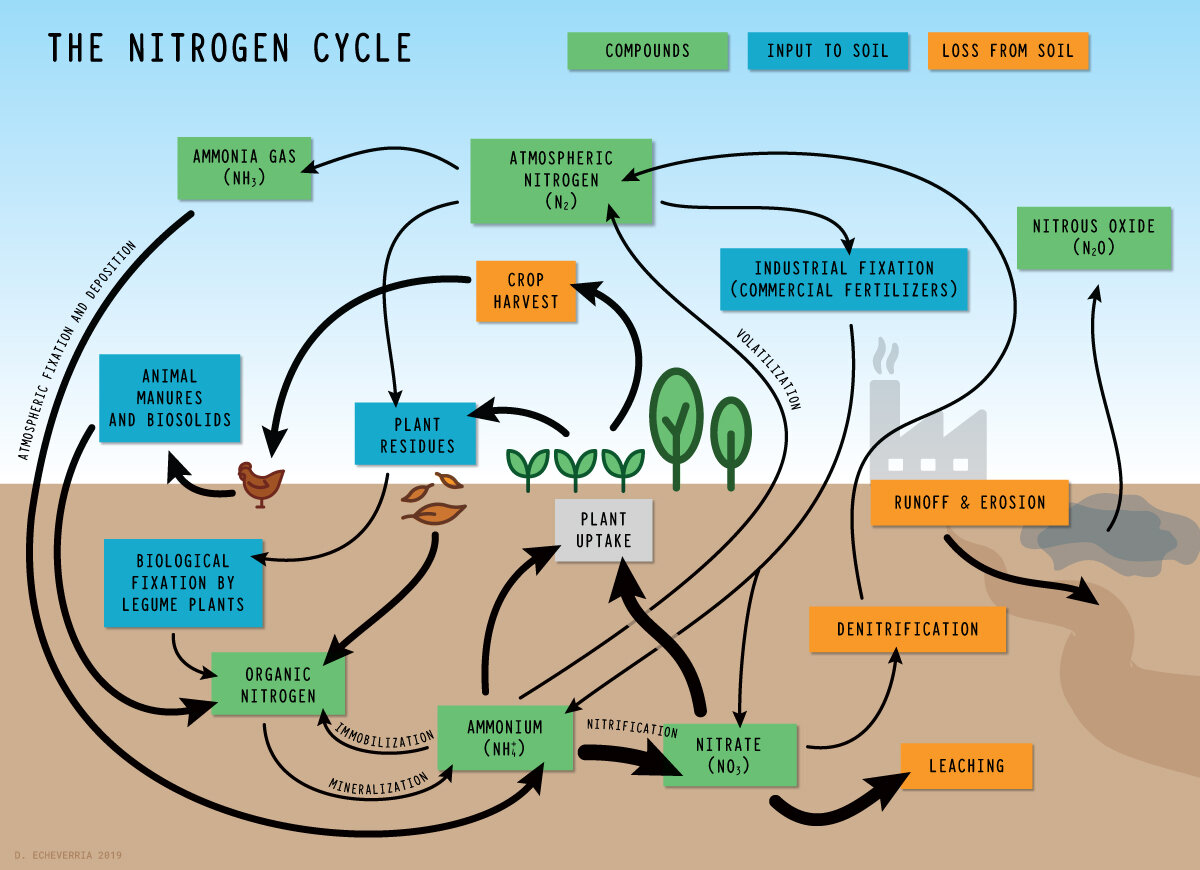 THE NITROGEN CYCLE
COMPOUNDS
INPUT TO SOIL
LOSS FROM SOIL
AMMONIA GAS
(NH₃)
ATMOSPHERIC
NITROGEN
(N₂)
NITROUS OXIDE
(N₂O)
INDUSTRIAL FIXATION
(COMMERCIAL FERTILIZERS)
CROP
HARVEST
ATMOSPHERIC FIXATION AND DEPOSITION
VOLATILIZATION
ANIMAL
MANURES
AND BIOSOLIDS
PLANT
RESIDUES
RUNOFF & EROSION
PLANT
UPTAKE
BIOLOGICAL
FIXATION BY
LEGUME PLANTS
DENITRIFICATION
ORGANIC
NITROGEN
IMMOBILIZATION
MINERALIZATION
AMMONIUM
(NH₄⁺)
NITRIFICATION
NITRATE
(NO₃)
LEACHING
D. ECHEVERRIA 2019